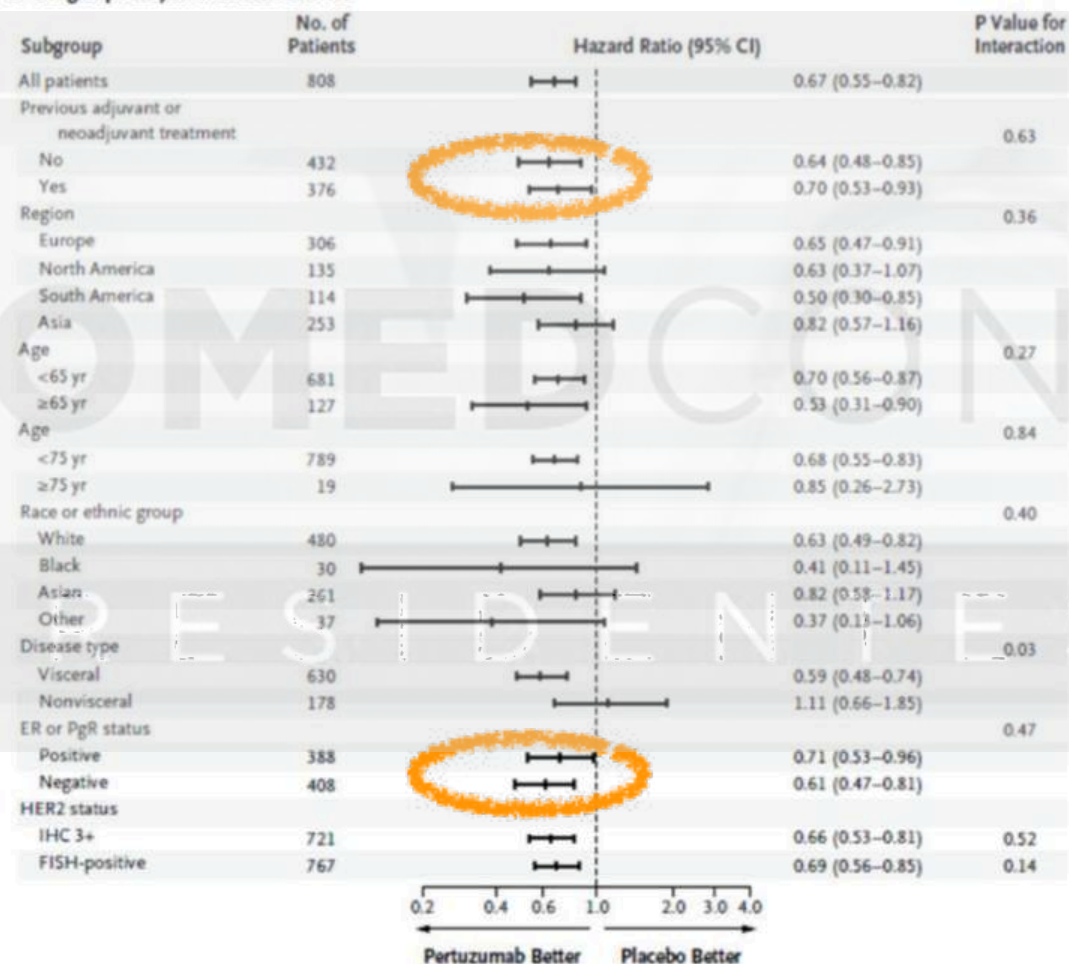 No. of P Value for
Subgroup Patients Hazard Ratio (95% CI) Interaction
All patients 808 0.67 (0.55–0.82)
Previous adjuvant or
neoadjuvant treatment 0.63
No 432 0.64 (0.48–0.85)
Yes 376 0.70 (0.53–0.93)
Region 0.36
Europe 306 0.65 (0.47–0.91)
North America 135 0.63 (0.37–1.07)
South America 114 0.50 (0.30–0.85)
Asia 253 0.82 (0.57–1.16)
Age 0.27
<65 yr 681 0.70 (0.56–0.87)
≥65 yr 127 0.53 (0.31–0.90)
Age 0.84
<75 yr 789 0.68 (0.55–0.83)
≥75 yr 19 0.85 (0.26–2.73)
Race or ethnic group 0.40
White 480 0.63 (0.49–0.82)
Black 30 0.41 (0.11–1.45)
Asian 261 0.82 (0.58–1.17)
Other 37 0.37 (0.13–1.06)
Disease type 0.03
Visceral 630 0.59 (0.48–0.74)
Nonvisceral 178 1.11 (0.66–1.85)
ER or PgR status 0.47
Positive 388 0.71 (0.53–0.96)
Negative 408 0.61 (0.47–0.81)
HER2 status
IHC 3+ 721 0.66 (0.53–0.81) 0.52
FISH-positive 767 0.69 (0.56–0.85) 0.14
0.2 0.4 0.6 1.0 2.0 3.0 4.0
Pertuzumab Better Placebo Better
OMEDCON
RESIDENTE